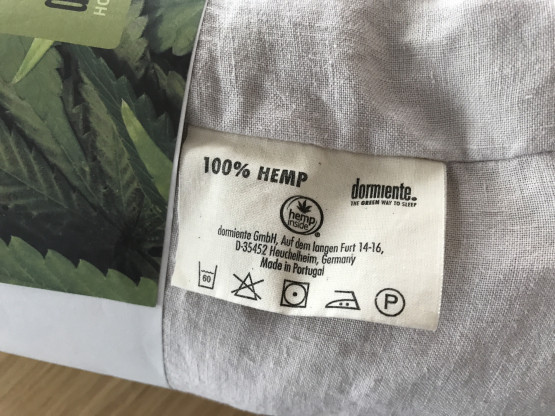 100% HEMP
dormiente.
THE GREEN WAY TO SLEEP
hemp
inside
dormiente GmbH, Auf dem langen Furt 14-16,
D-35452 Heuchelheim, Germany
Made in Portugal
60
P